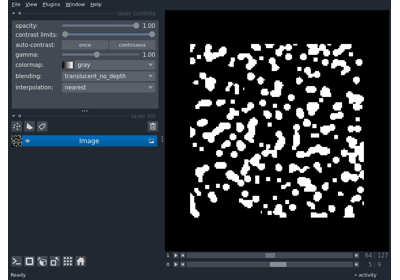 File View Plugins Window Help
layer controls
opacity: 1.00
contrast limits:
auto-contrast: once continuous
gamma: 1.00
colormap: gray
blending: translucent_no_depth
interpolation: nearest
layer list
Image
1 64 127
0 5 9
Ready activity